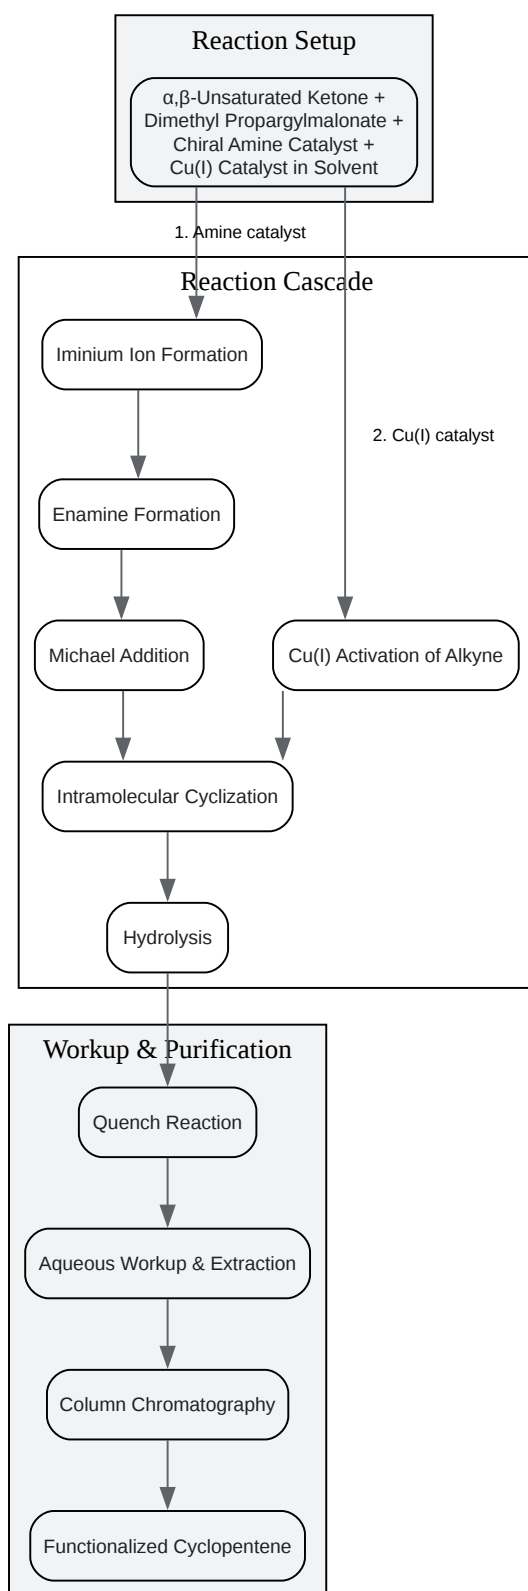 Reaction Setup
α,β-Unsaturated Ketone +
Dimethyl Propargylmalonate +
Chiral Amine Catalyst +
Cu(I) Catalyst in Solvent
1. Amine catalyst
Reaction Cascade
Iminium Ion Formation
2. Cu(I) catalyst
Enamine Formation
Michael Addition
Cu(I) Activation of Alkyne
Intramolecular Cyclization
Hydrolysis
Workup & Purification
Quench Reaction
Aqueous Workup & Extraction
Column Chromatography
Functionalized Cyclopentene